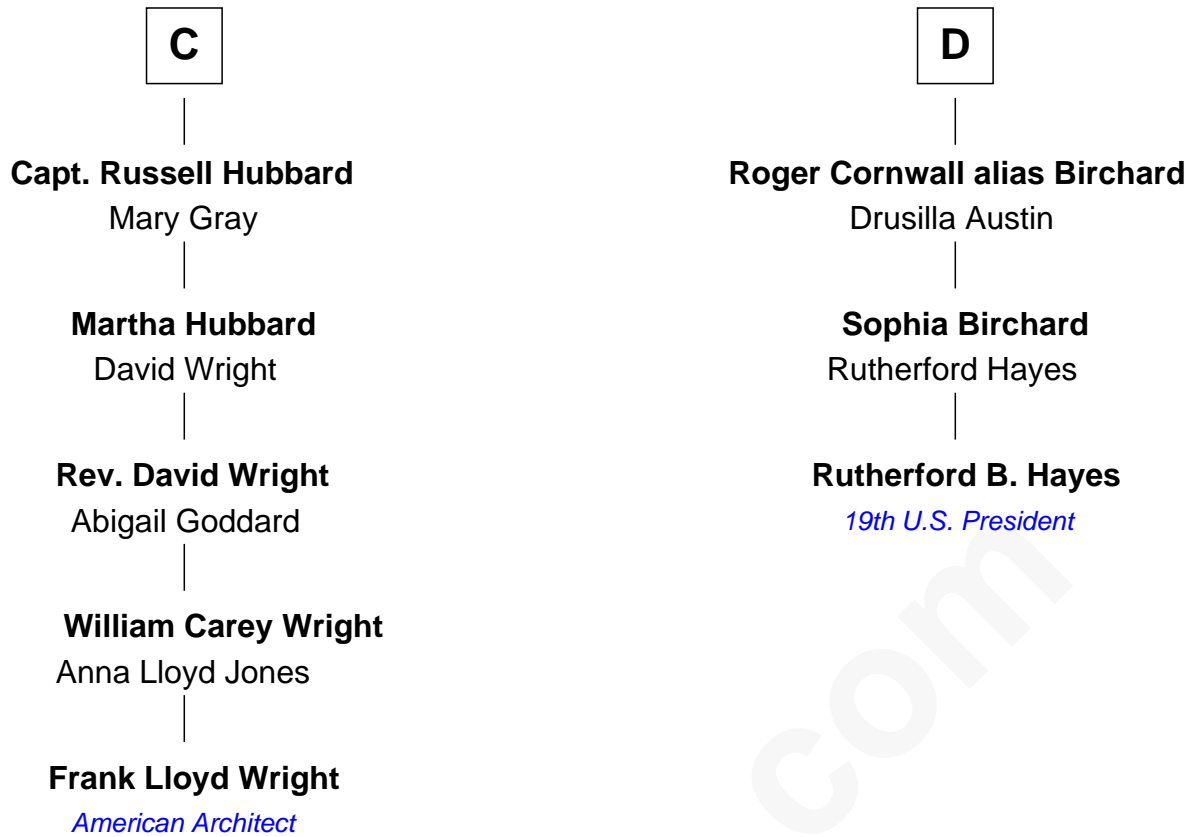 C
Capt. Russell Hubbard
Mary Gray
Martha Hubbard
David Wright
Rev. David Wright
Abigail Goddard
William Carey Wright
Anna Lloyd Jones
Frank Lloyd Wright
American Architect
D
Roger Cornwall alias Birchard
Drusilla Austin
Sophia Birchard
Rutherford Hayes
Rutherford B. Hayes
19th U.S. President
com